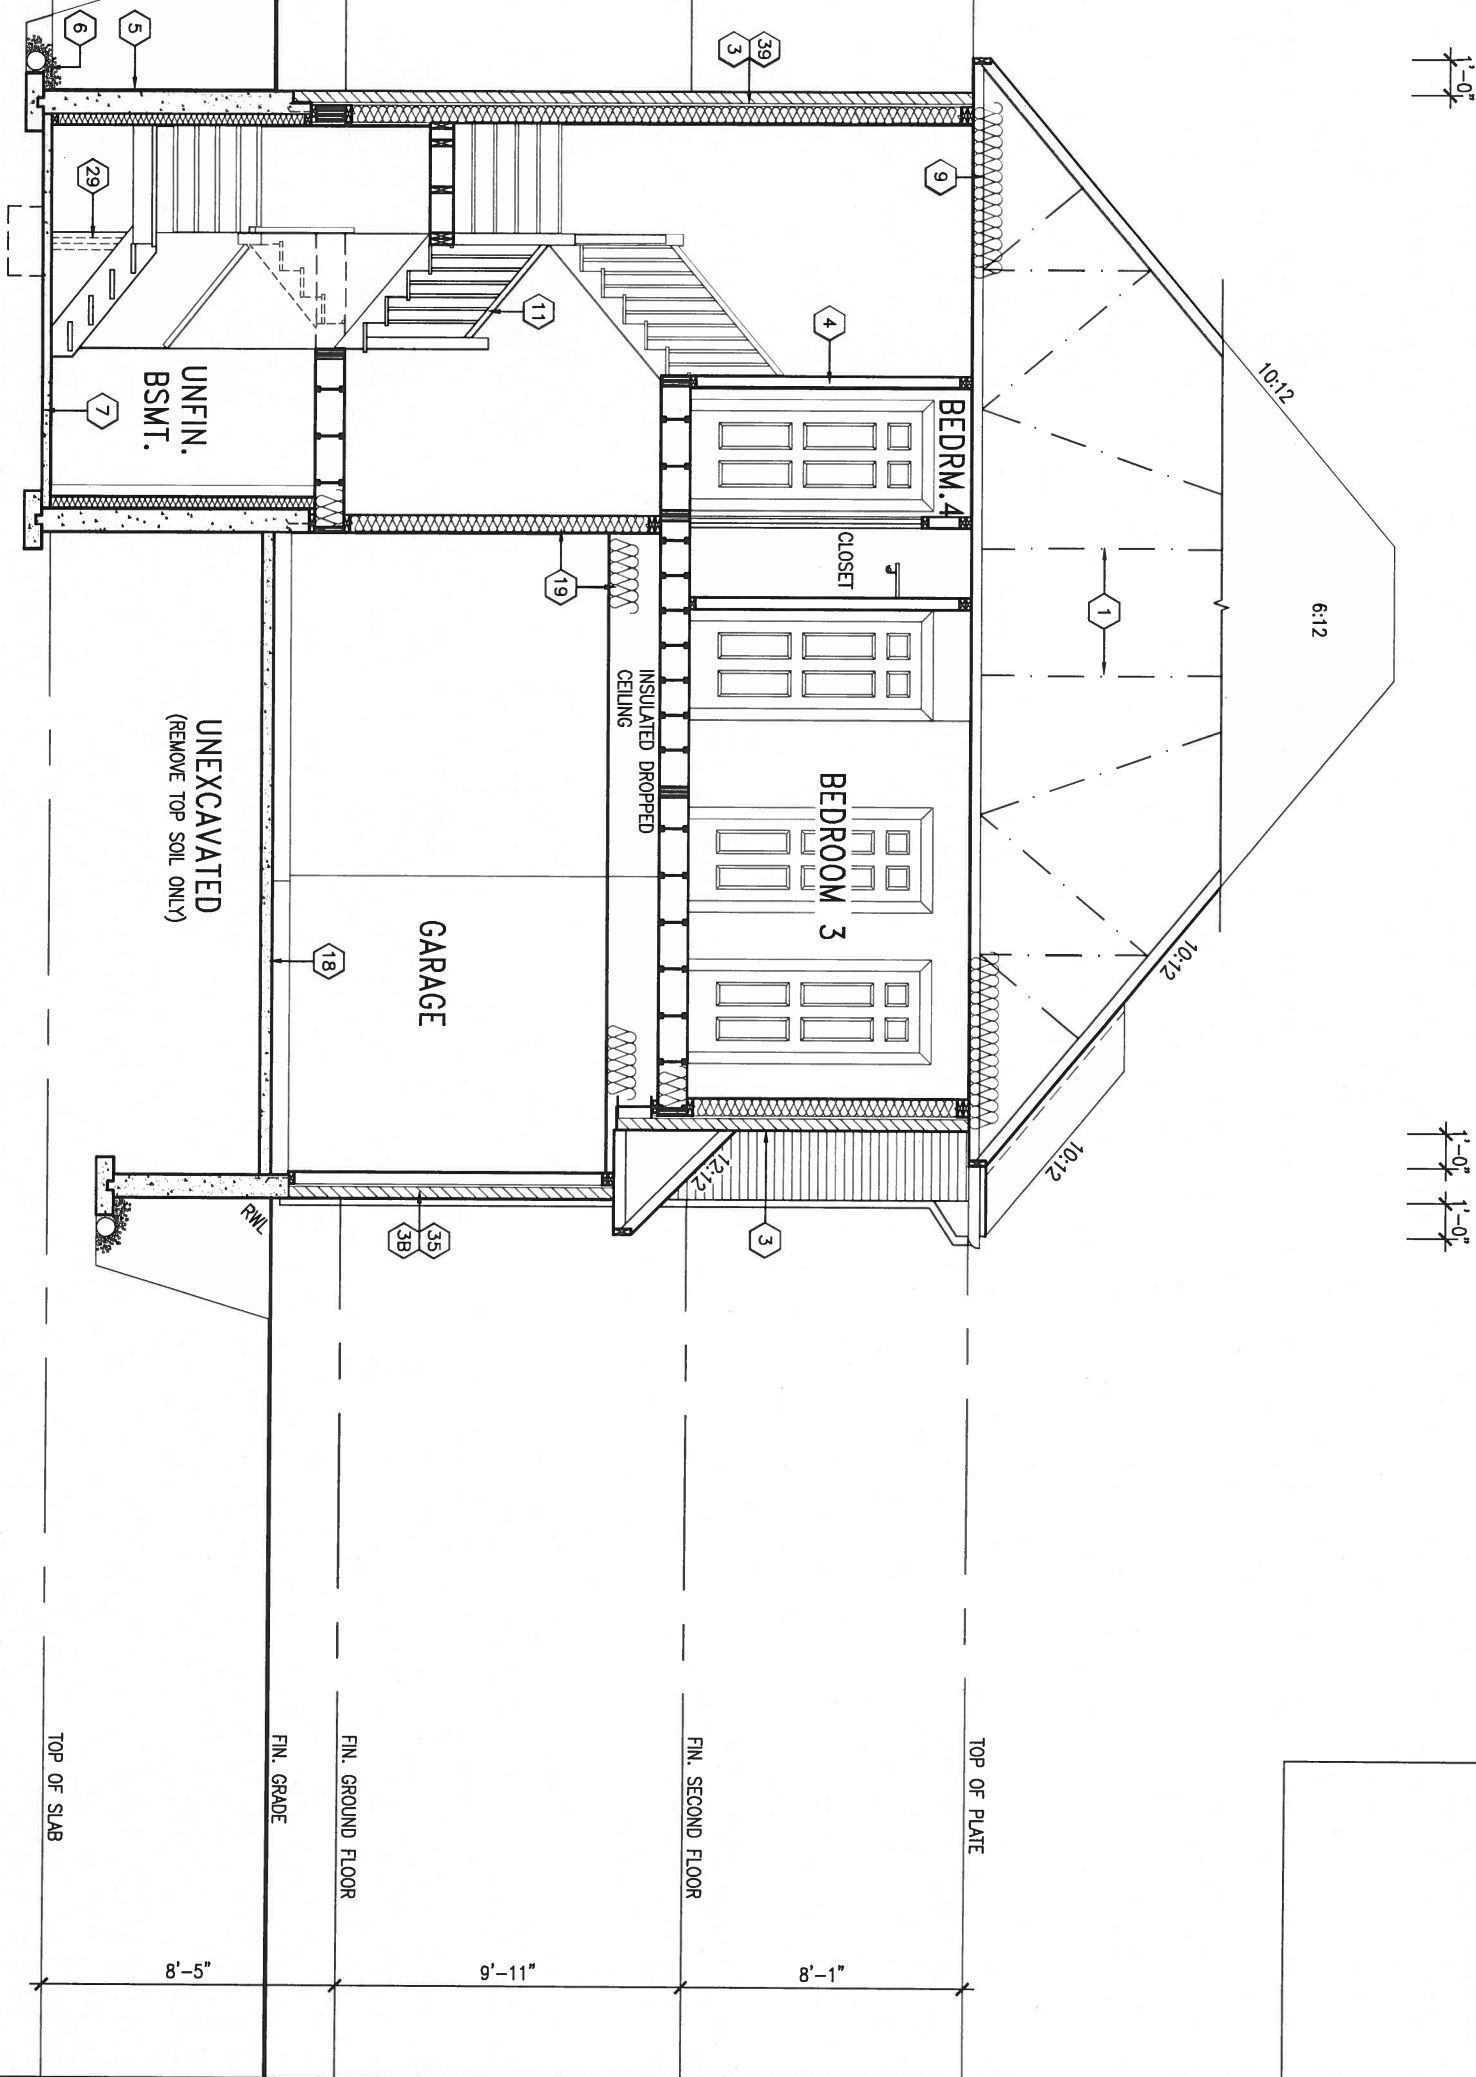 1'-0"
1'-0"
1'-0"
6:12
10:12
10:12
10:12
1
9
TOP OF PLATE
BEDRM.4
CLOSET
BEDROOM 3
4
3
39
3
12:12
8'-1"
FIN. SECOND FLOOR
INSULATED DROPPED
CEILING
19
11
GARAGE
35
3B
9'-11"
FIN. GROUND FLOOR
18
RWL
FIN. GRADE
UNFIN.
BSMT.
UNEXCAVATED
(REMOVE TOP SOIL ONLY)
8'-5"
5
6
29
7
TOP OF SLAB